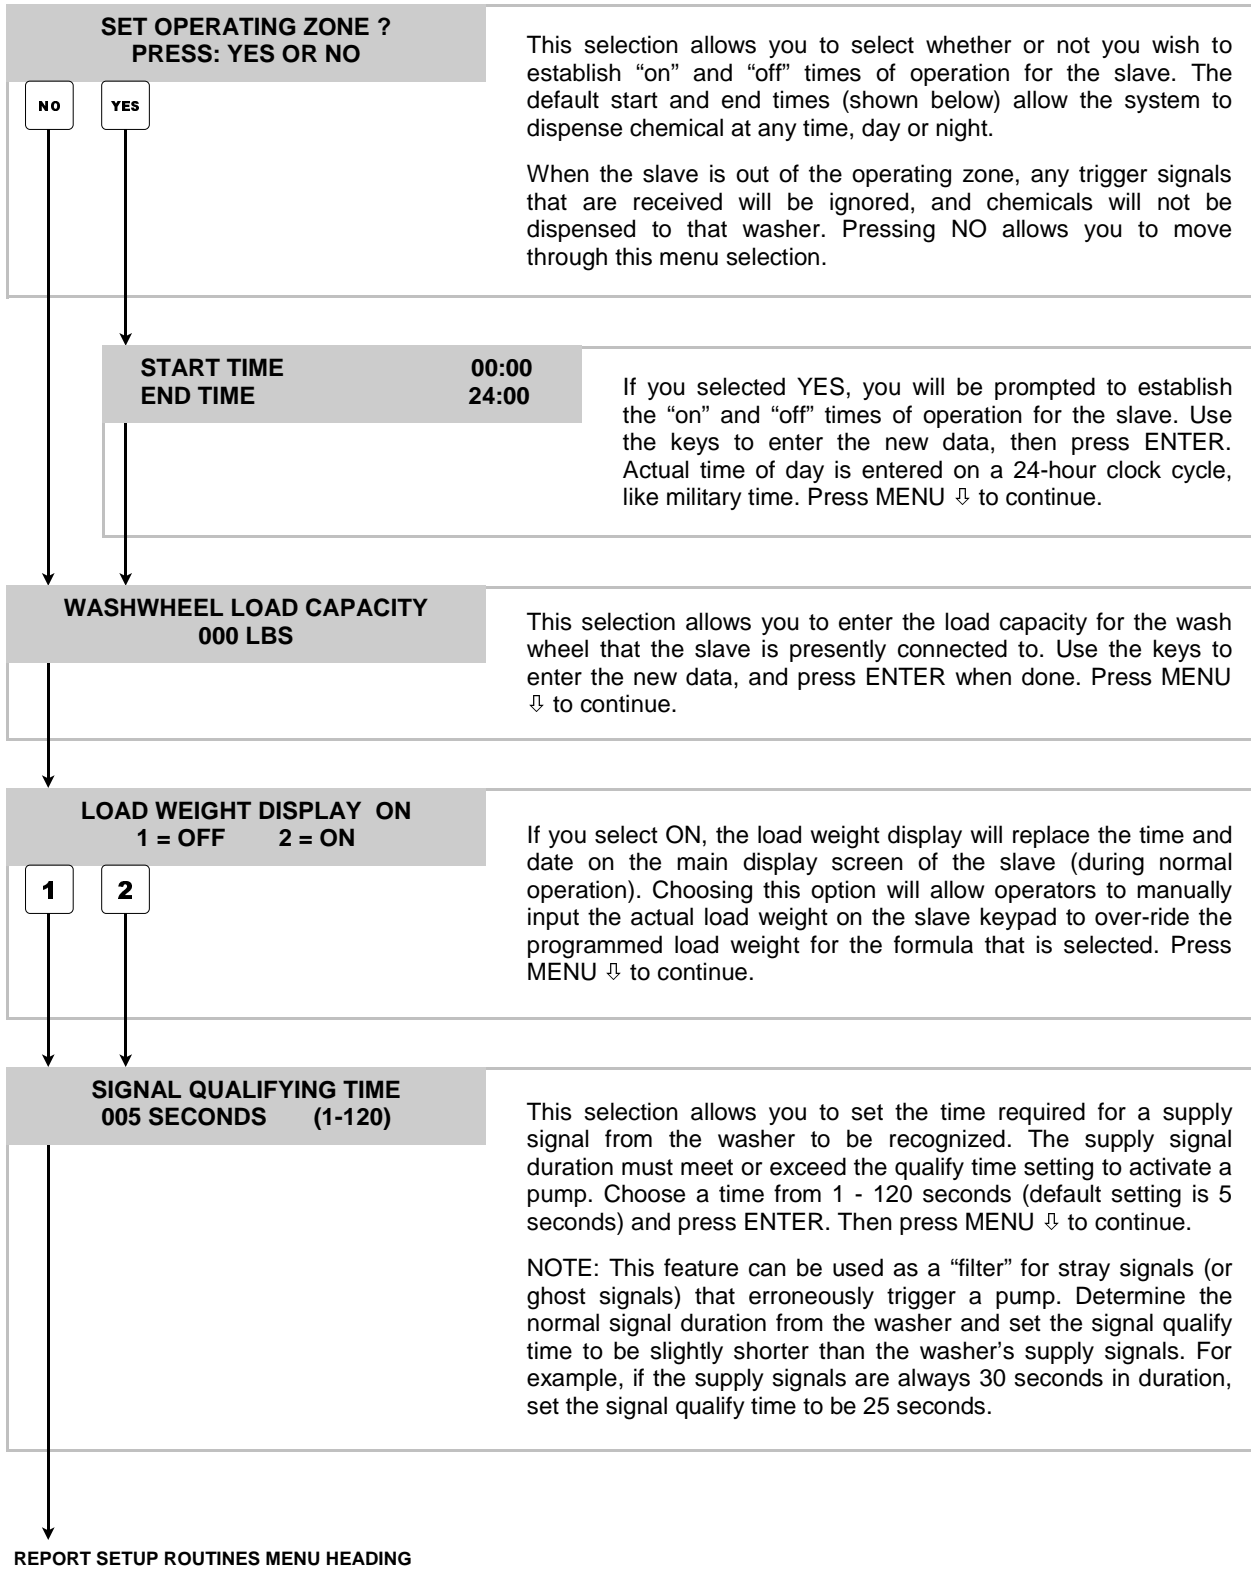 SET OPERATING ZONE ?
PRESS: YES OR NO
NO
YES
This selection allows you to select whether or not you wish to
establish “on” and “off” times of operation for the slave. The
default start and end times (shown below) allow the system to
dispense chemical at any time, day or night.
When the slave is out of the operating zone, any trigger signals
that are received will be ignored, and chemicals will not be
dispensed to that washer. Pressing NO allows you to move
through this menu selection.
START TIME 00:00
END TIME 24:00
If you selected YES, you will be prompted to establish
the “on” and “off” times of operation for the slave. Use
the keys to enter the new data, then press ENTER.
Actual time of day is entered on a 24-hour clock cycle,
like military time. Press MENU ⇩ to continue.
WASHWHEEL LOAD CAPACITY
000 LBS
This selection allows you to enter the load capacity for the wash
wheel that the slave is presently connected to. Use the keys to
enter the new data, and press ENTER when done. Press MENU
⇩ to continue.
LOAD WEIGHT DISPLAY ON
1 = OFF 2 = ON
1
2
If you select ON, the load weight display will replace the time and
date on the main display screen of the slave (during normal
operation). Choosing this option will allow operators to manually
input the actual load weight on the slave keypad to over-ride the
programmed load weight for the formula that is selected. Press
MENU ⇩ to continue.
SIGNAL QUALIFYING TIME
005 SECONDS (1-120)
This selection allows you to set the time required for a supply
signal from the washer to be recognized. The supply signal
duration must meet or exceed the qualify time setting to activate a
pump. Choose a time from 1 - 120 seconds (default setting is 5
seconds) and press ENTER. Then press MENU ⇩ to continue.
NOTE: This feature can be used as a “filter” for stray signals (or
ghost signals) that erroneously trigger a pump. Determine the
normal signal duration from the washer and set the signal qualify
time to be slightly shorter than the washer’s supply signals. For
example, if the supply signals are always 30 seconds in duration,
set the signal qualify time to be 25 seconds.
REPORT SETUP ROUTINES MENU HEADING